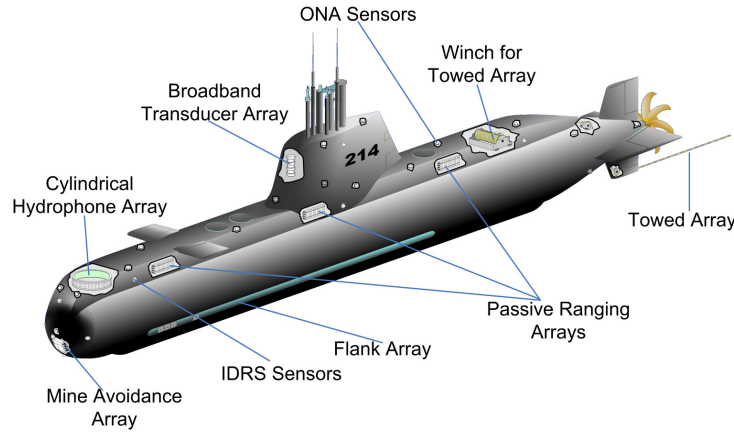 ONA Sensors
Winch for
Towed Array
Broadband
Transducer Array
214
Cylindrical
Hydrophone Array
Towed Array
Passive Ranging
Arrays
Flank Array
IDRS Sensors
Mine Avoidance
Array